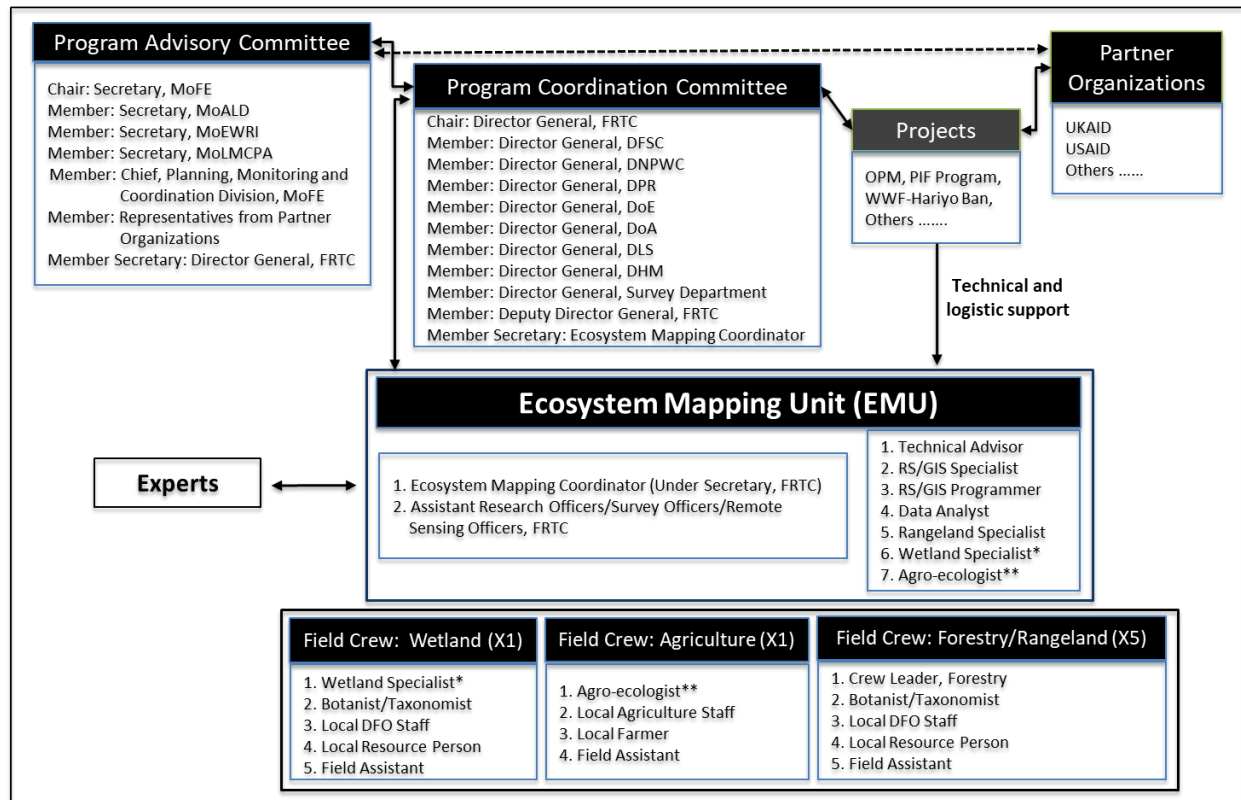 Program Advisory Committee
Chair: Secretary, MoFE
Member: Secretary, MoALD
Member: Secretary, MoEWRI
Member: Secretary, MoLMCPA
Member: Chief, Planning, Monitoring and
Coordination Division, MoFE
Member: Representatives from Partner
Organizations
Member Secretary: Director General, FRTC
Program Coordination Committee
Chair: Director General, FRTC
Member: Director General, DFSC
Member: Director General, DNPWC
Member: Director General, DPR
Member: Director General, DoE
Member: Director General, DoA
Member: Director General, DLS
Member: Director General, DHM
Member: Director General, Survey Department
Member: Deputy Director General, FRTC
Member Secretary: Ecosystem Mapping Coordinator
Projects
OPM, PIF Program,
WWF-Hariyo Ban,
Others .......
Partner
Organizations
UKAID
USAID
Others ......
Technical and
logistic support
Ecosystem Mapping Unit (EMU)
Experts
1. Ecosystem Mapping Coordinator (Under Secretary, FRTC)
2. Assistant Research Officers/Survey Officers/Remote
Sensing Officers, FRTC
1. Technical Advisor
2. RS/GIS Specialist
3. RS/GIS Programmer
4. Data Analyst
5. Rangeland Specialist
6. Wetland Specialist*
7. Agro-ecologist**
Field Crew: Wetland (X1)
1. Wetland Specialist*
2. Botanist/Taxonomist
3. Local DFO Staff
4. Local Resource Person
5. Field Assistant
Field Crew: Agriculture (X1)
1. Agro-ecologist**
2. Local Agriculture Staff
3. Local Farmer
4. Field Assistant
Field Crew: Forestry/Rangeland (X5)
1. Crew Leader, Forestry
2. Botanist/Taxonomist
3. Local DFO Staff
4. Local Resource Person
5. Field Assistant